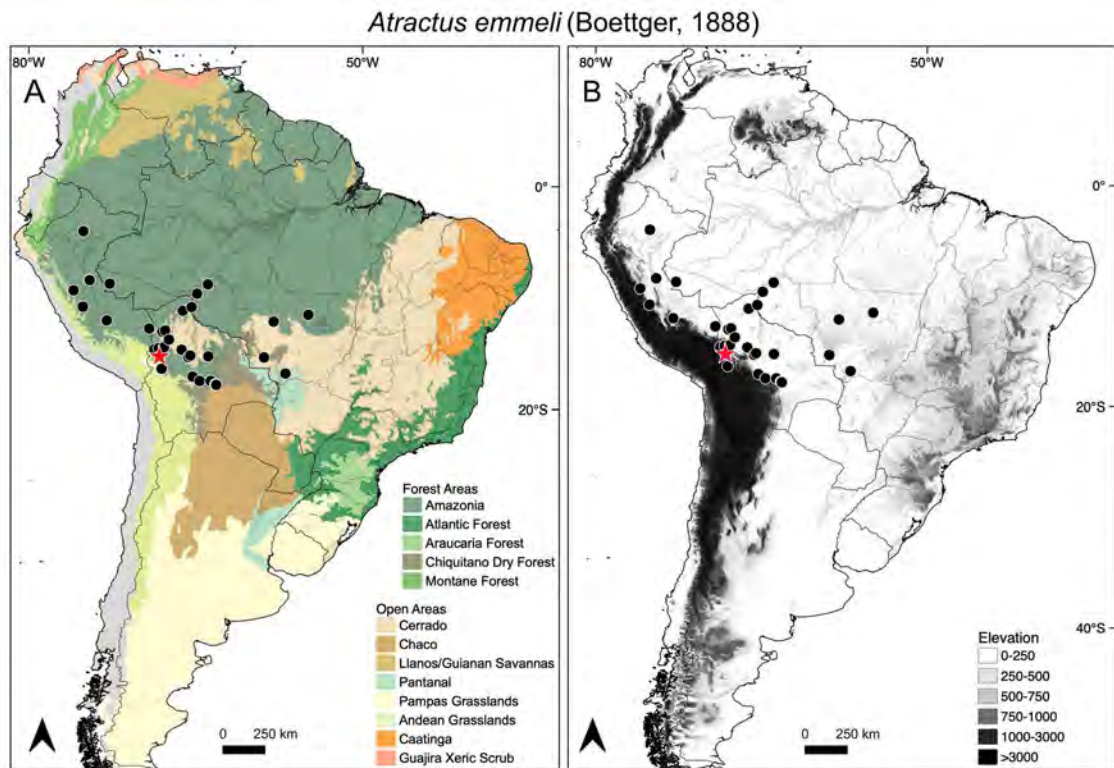 Atractus emmeli (Boettger, 1888)
80°W
50°W
A
0°
20°S
Forest Areas
Amazonia
Atlantic Forest
Araucaria Forest
Chiquitano Dry Forest
Montane Forest
Open Areas
Cerrado
Chaco
Llanos/Guianan Savannas
Pantanal
Pampas Grasslands
Andean Grasslands
Caatinga
Guajira Xeric Scrub
0 250 km
80°W
50°W
B
0°
20°S
40°S
Elevation
0-250
250-500
500-750
750-1000
1000-3000
>3000
0 250 km